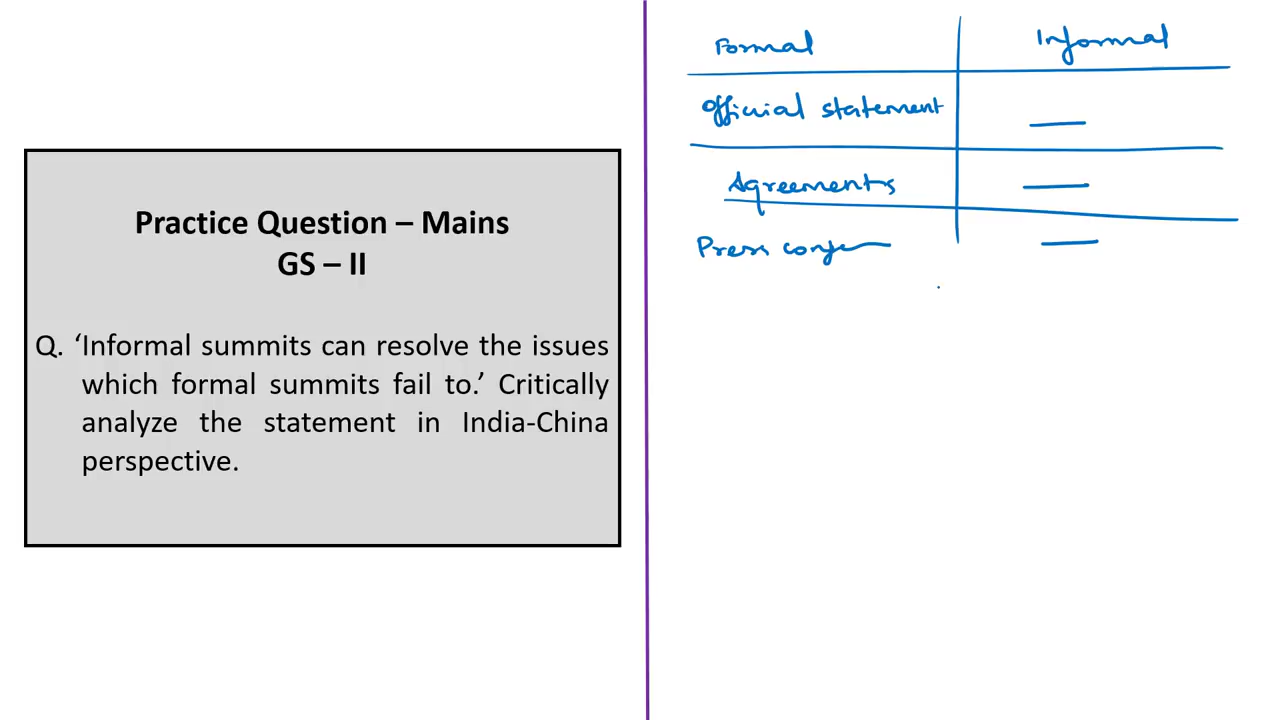 Practice Question – Mains
GS – II
Q. ‘Informal summits can resolve the issues
which formal summits fail to.’ Critically
analyze the statement in India-China
perspective.
Formal Informal
Official statement —
Agreements —
Press —